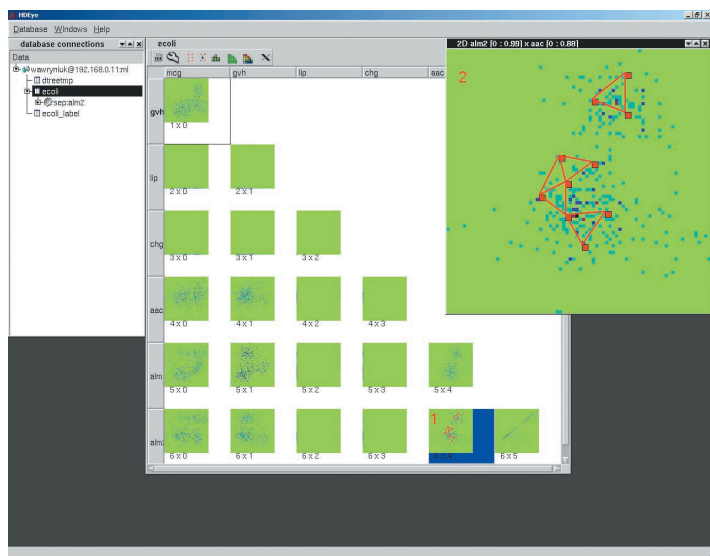 HDEye
Database Windows Help
database connections
Data
wawryniuk@192.168.0.11:ml
dtreetmp
ecoli
sep:alm2
ecoli_label
ecoli
mcg gvh lip chg aac
gvh
1 x 0
lip
2 x 0 2 x 1
chg
3 x 0 3 x 1 3 x 2
aac
4 x 0 4 x 1 4 x 2 4 x 3
alm
5 x 0 5 x 1 5 x 2 5 x 3 5 x 4
1
6 x 0 6 x 1 6 x 2 6 x 3 6 x 5
2D alm2 [0 : 0.99] x aac [0 : 0.88]
2